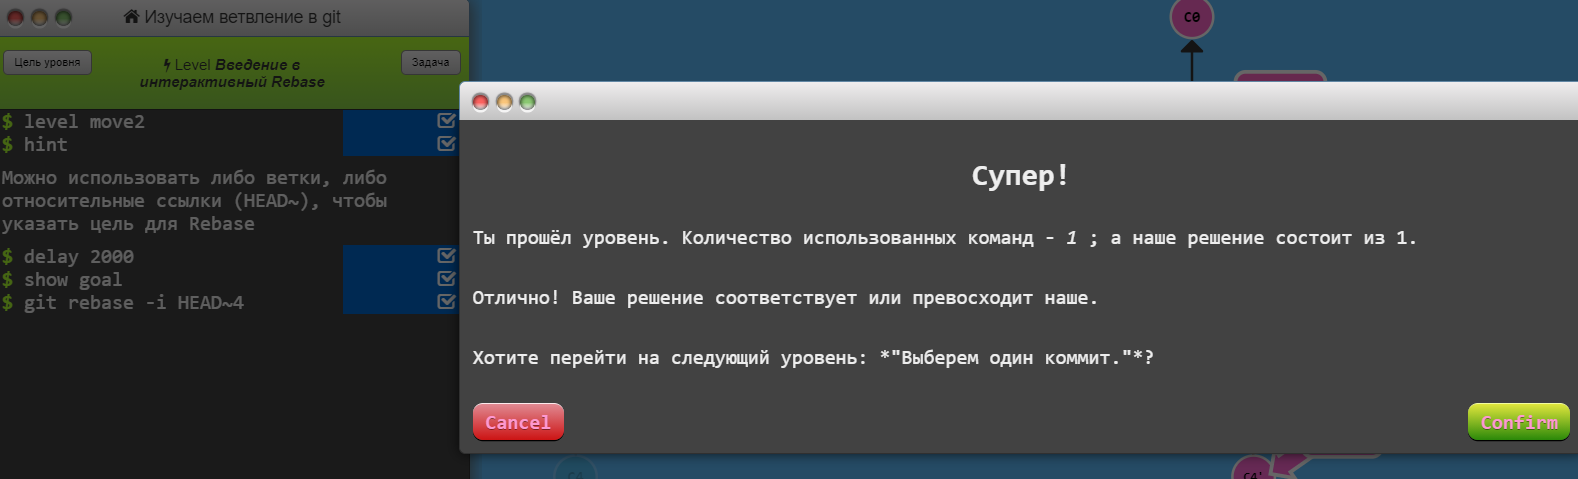 Изучаем ветвление в git
Цель уровня
Level Введение в
интерактивный Rebase
Задача
$ level move2
$ hint
Можно использовать либо ветки, либо
относительные ссылки (HEAD~), чтобы
указать цель для Rebase
$ delay 2000
$ show goal
$ git rebase -i HEAD~4
C0
Супер!
Ты прошёл уровень. Количество использованных команд - 1 ; а наше решение состоит из 1.
Отлично! Ваше решение соответствует или превосходит наше.
Хотите перейти на следующий уровень: *"Выберем один коммит."*?
Cancel
Confirm
C4'